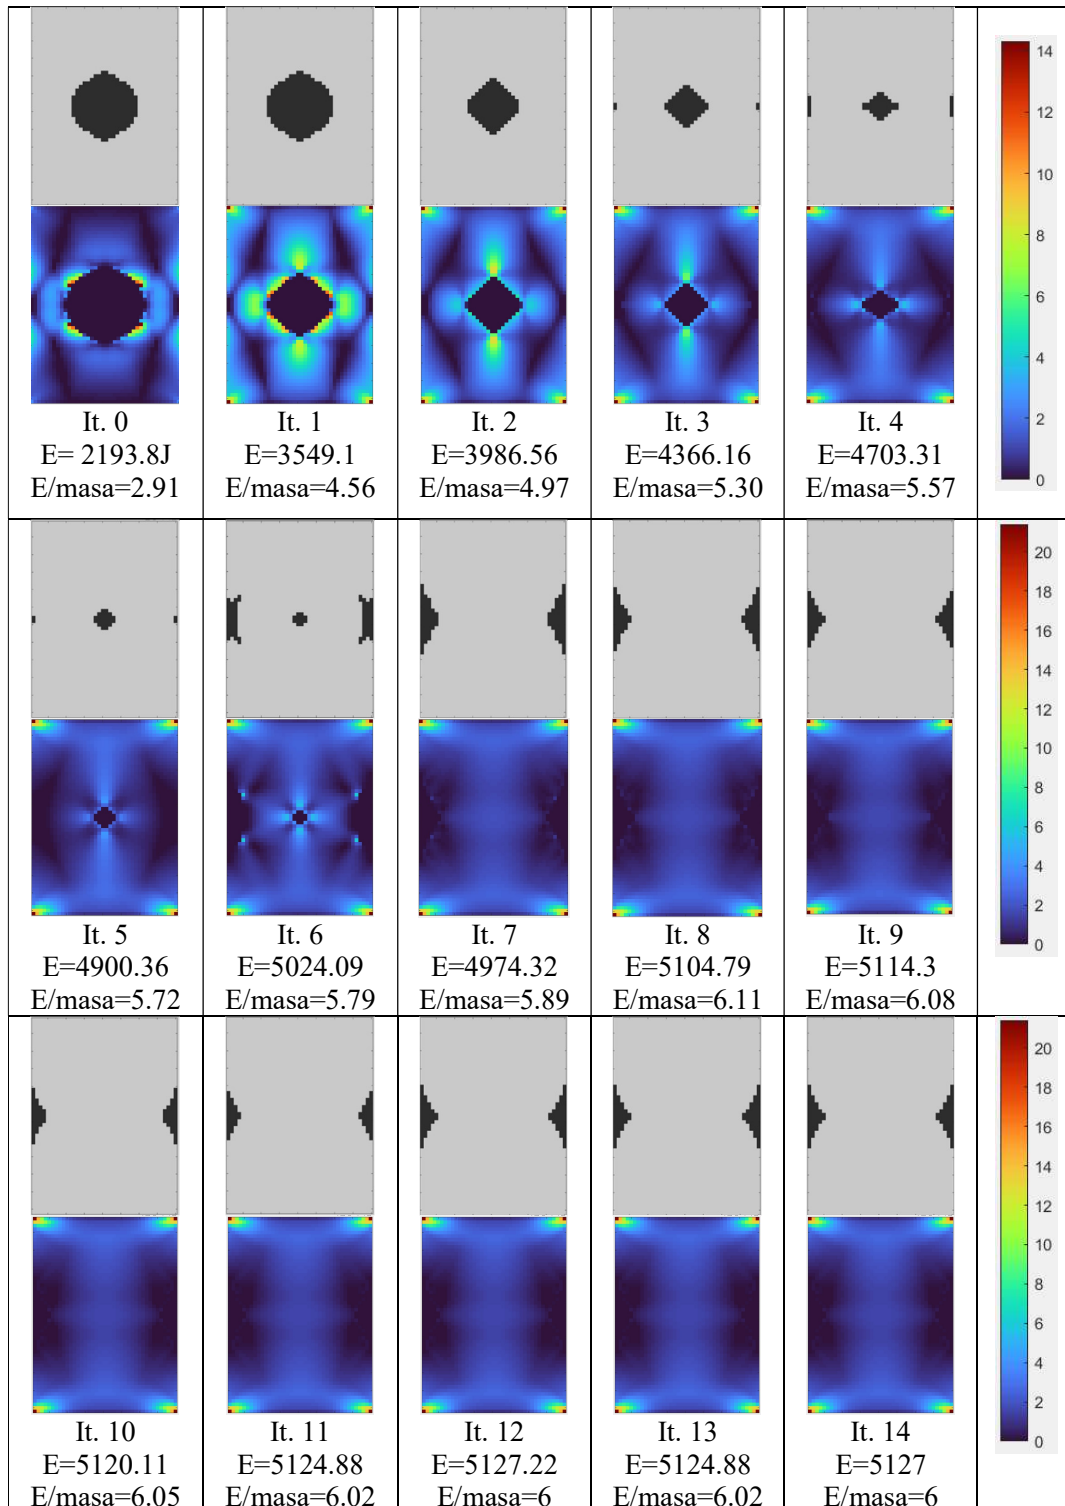 It. 0
E= 2193.8J
E/masa=2.91
It. 1
E=3549.1
E/masa=4.56
It. 2
E=3986.56
E/masa=4.97
It. 3
E=4366.16
E/masa=5.30
It. 4
E=4703.31
E/masa=5.57
14
12
10
8
6
4
2
0
It. 5
E=4900.36
E/masa=5.72
It. 6
E=5024.09
E/masa=5.79
It. 7
E=4974.32
E/masa=5.89
It. 8
E=5104.79
E/masa=6.11
It. 9
E=5114.3
E/masa=6.08
20
18
16
14
12
10
8
6
4
2
0
It. 10
E=5120.11
E/masa=6.05
It. 11
E=5124.88
E/masa=6.02
It. 12
E=5127.22
E/masa=6
It. 13
E=5124.88
E/masa=6.02
It. 14
E=5127
E/masa=6
20
18
16
14
12
10
8
6
4
2
0